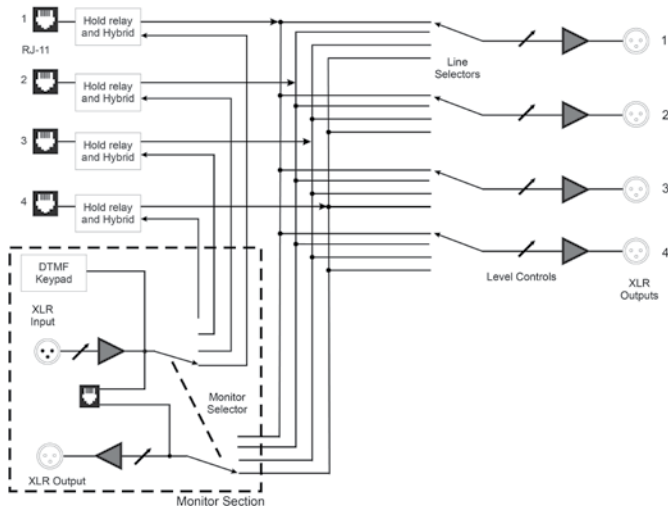 1
RJ-11
Hold relay
and Hybrid
2
Hold relay
and Hybrid
3
Hold relay
and Hybrid
4
Hold relay
and Hybrid
Line
Selectors
1
2
3
4
Level Controls
XLR
Outputs
DTMF
Keypad
XLR
Input
Monitor
Selector
XLR Output
Monitor Section